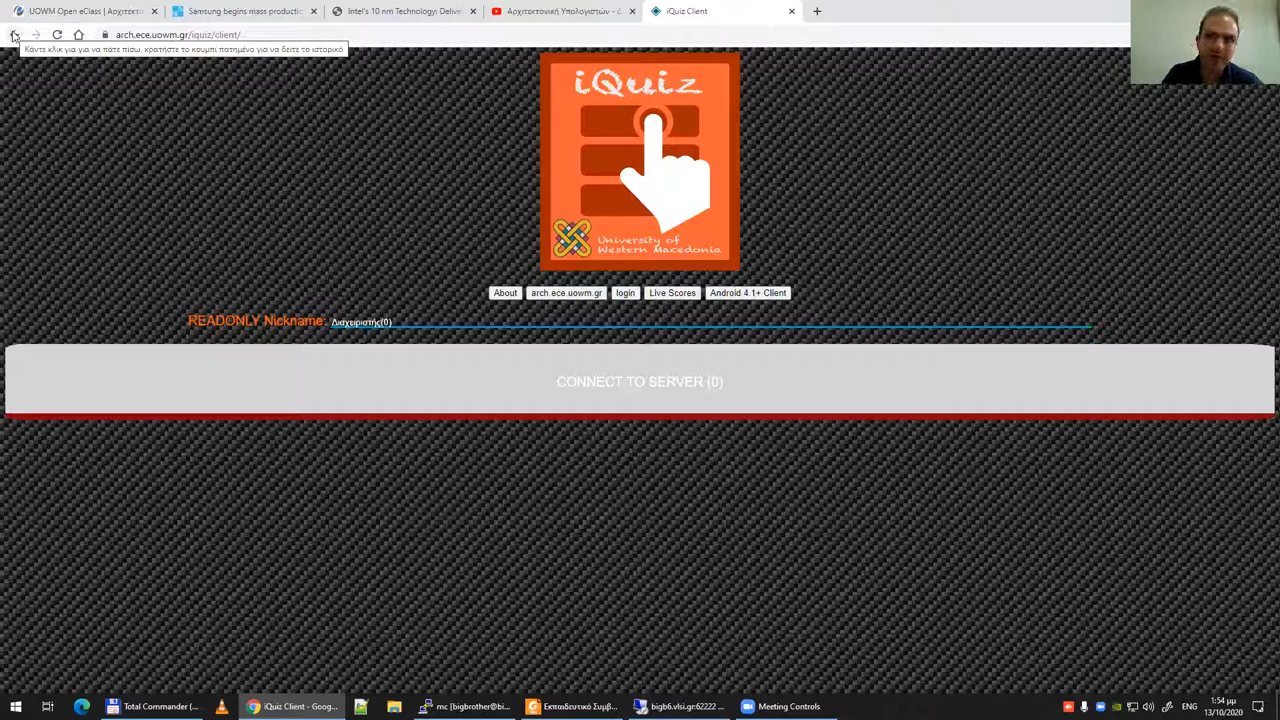 UOWM Open eClass | Αρχιτεκτο
Samsung begins mass productio
Intel's 10 nm Technology: Delive
Αρχιτεκτονική Υπολογιστών - Δ
iQuiz Client
arch.ece.uowm.gr/iquiz/client/
Κάντε κλικ για για να πάτε πίσω, κρατήστε το κουμπί πατημένο για να δείτε το ιστορικό
iQuiz
University of
Western Macedonia
About
arch.ece.uowm.gr
login
Live Scores
Android 4.1+ Client
READONLY Nickname: Διαχειριστής(0)
CONNECT TO SERVER (0)
Total Commander (...
iQuiz Client - Goog...
mc [bigbrother@bi...
Εκπαιδευτικό Συμβ...
bigb6.vlsi.gr:62222 ...
Meeting Controls
ENG
1:54 μμ
13/10/2020